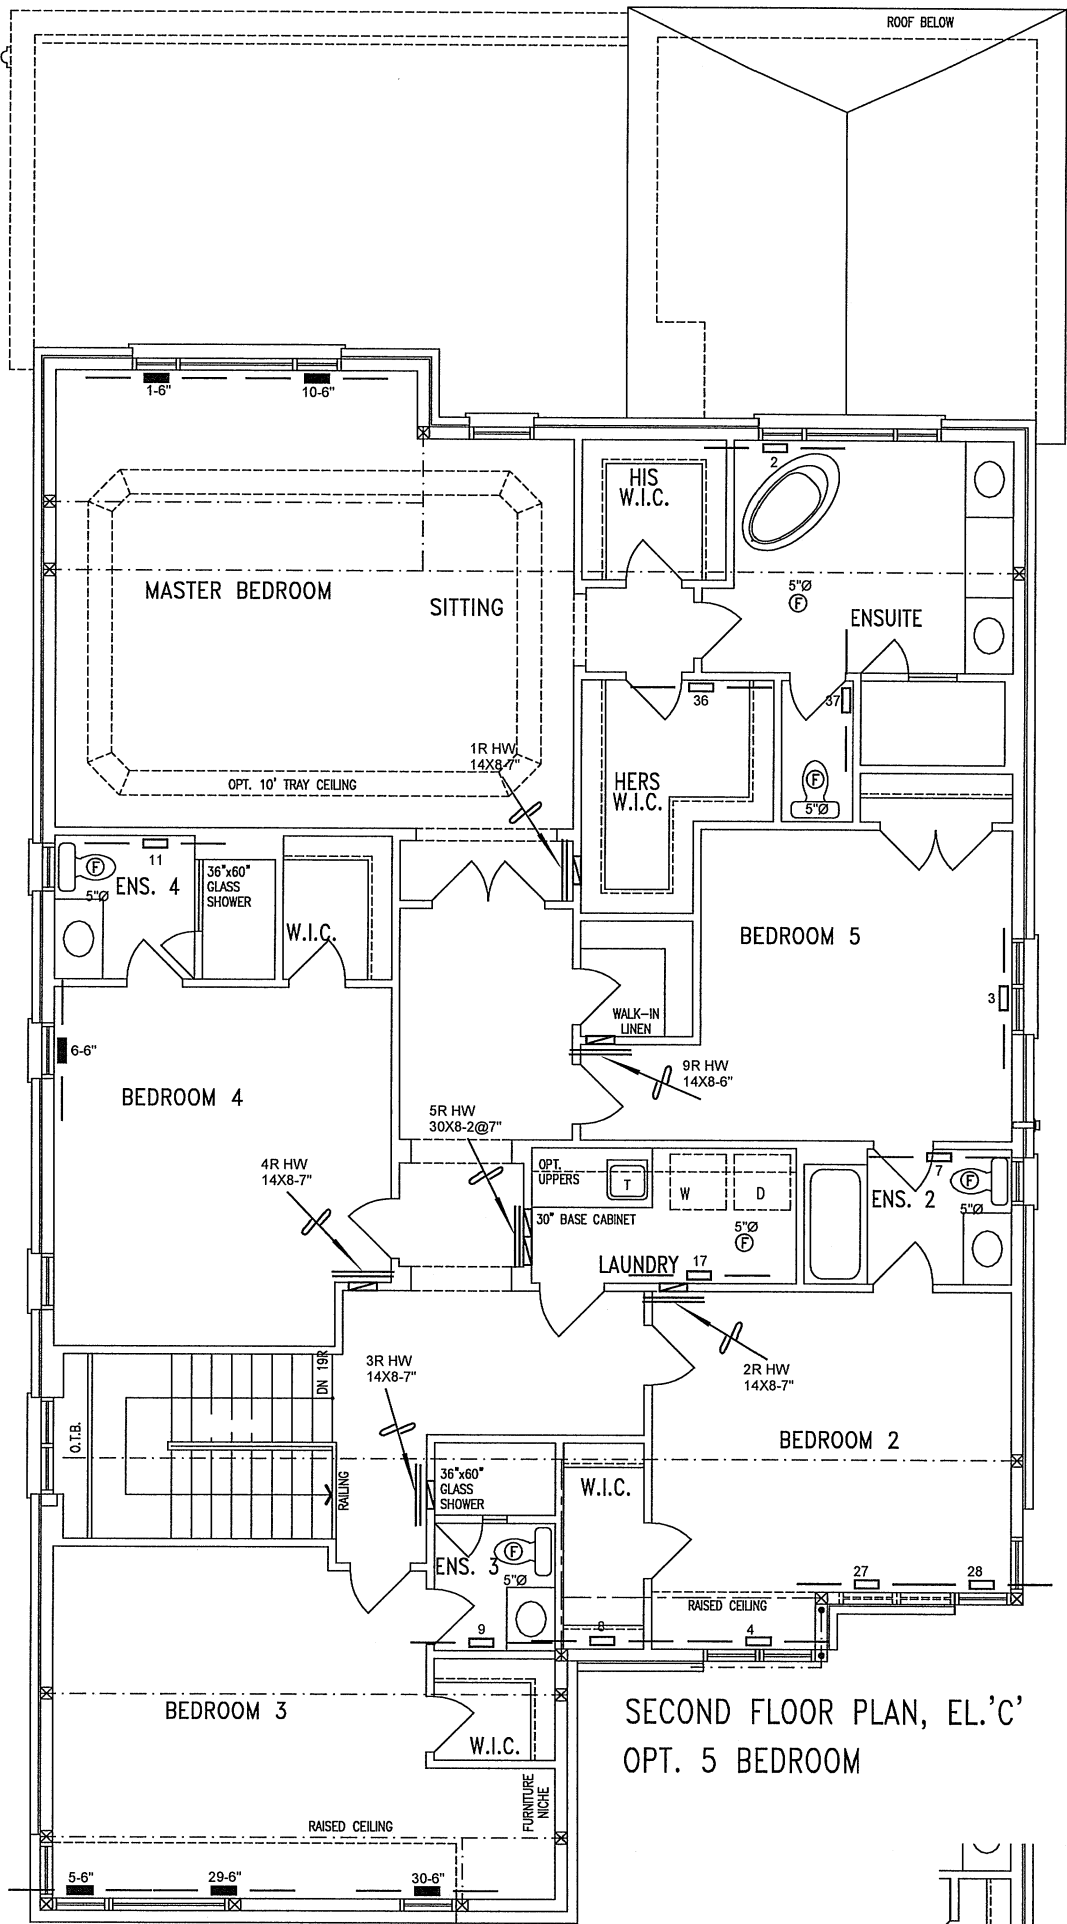 ROOF BELOW
1-6"
10-6"
2
HIS
W.I.C.
MASTER BEDROOM
SITTING
5"Ø
F
ENSUITE
36
37
1R HW
14X8-7"
OPT. 10' TRAY CEILING
HERS
W.I.C.
F
5"Ø
11
F
5"Ø
ENS. 4
36"x60"
GLASS
SHOWER
W.I.C.
BEDROOM 5
3
WALK-IN
LINEN
6-6"
BEDROOM 4
9R HW
14X8-6"
5R HW
30X8-2@7"
4R HW
14X8-7"
OPT.
UPPERS
T
W
D
30" BASE CABINET
5"Ø
F
LAUNDRY
17
7
ENS. 2
F
5"Ø
DN 19R
3R HW
14X8-7"
2R HW
14X8-7"
O.T.B.
RAILING
BEDROOM 2
36"x60"
GLASS
SHOWER
W.I.C.
ENS. 3
F
5"Ø
27
28
RAISED CEILING
9
8
4
BEDROOM 3
W.I.C.
SECOND FLOOR PLAN, EL.'C'
OPT. 5 BEDROOM
FURNITURE
NICHE
RAISED CEILING
5-6"
29-6"
30-6"